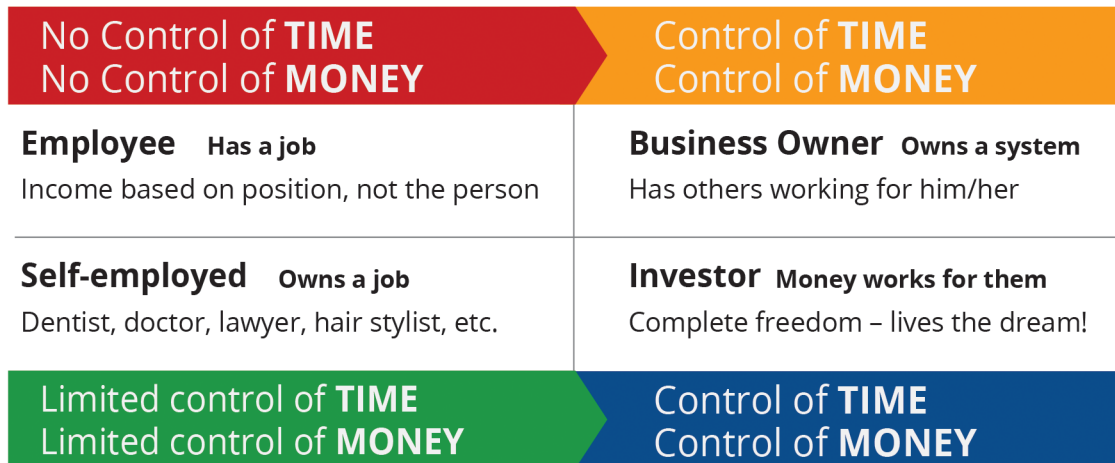 No Control of TIME
No Control of MONEY
Control of TIME
Control of MONEY
Employee Has a job
Income based on position, not the person
Business Owner Owns a system
Has others working for him/her
Self-employed Owns a job
Dentist, doctor, lawyer, hair stylist, etc.
Investor Money works for them
Complete freedom – lives the dream!
Limited control of TIME
Limited control of MONEY
Control of TIME
Control of MONEY